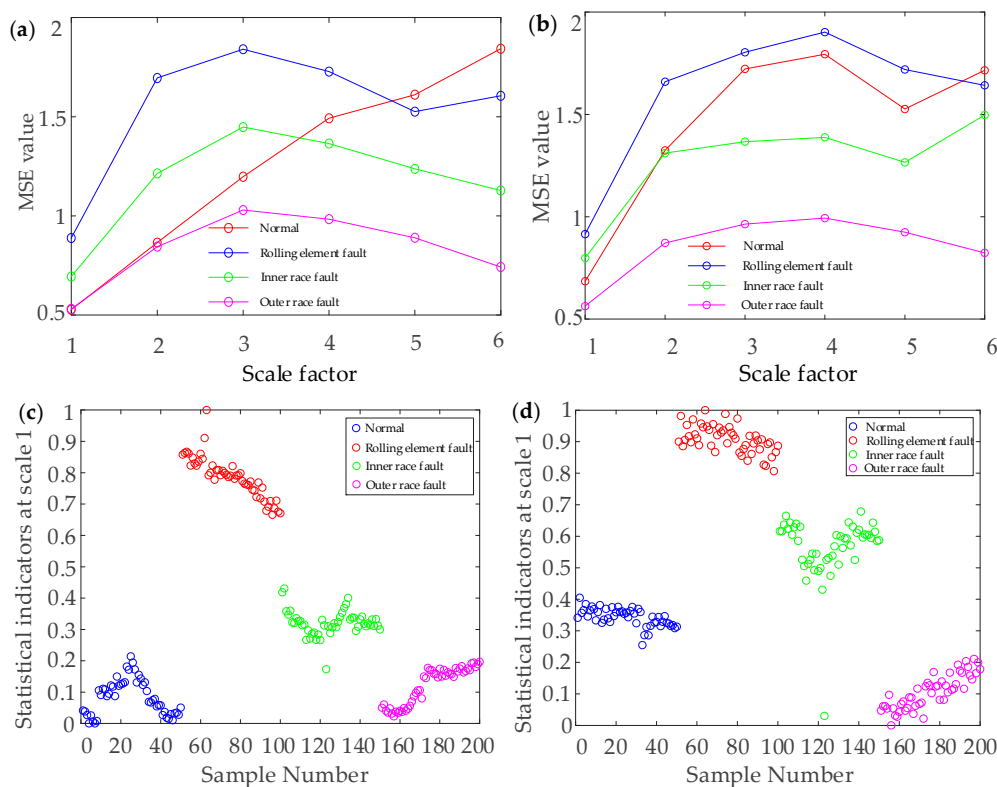 (a)
MSE value
2
1.5
1
0.5
Normal
Rolling element fault
Inner race fault
Outer race fault
1 2 3 4 5 6
Scale factor
(b)
MSE value
2
1.5
1
0.5
Normal
Rolling element fault
Inner race fault
Outer race fault
1 2 3 4 5 6
Scale factor
(c)
Statistical indicators at scale1
1
0.9
0.8
0.7
0.6
0.5
0.4
0.3
0.2
0.1
0
Normal
Rolling element fault
Inner race fault
Outer race fault
0 20 40 60 80 100 120 140 160 180 200
Sample Number
(d)
Statistical indicators at scale1
1
0.9
0.8
0.7
0.6
0.5
0.4
0.3
0.2
0.1
0
Normal
Rolling element fault
Inner race fault
Outer race fault
0 20 40 60 80 100 120 140 160 180 200
Sample Number